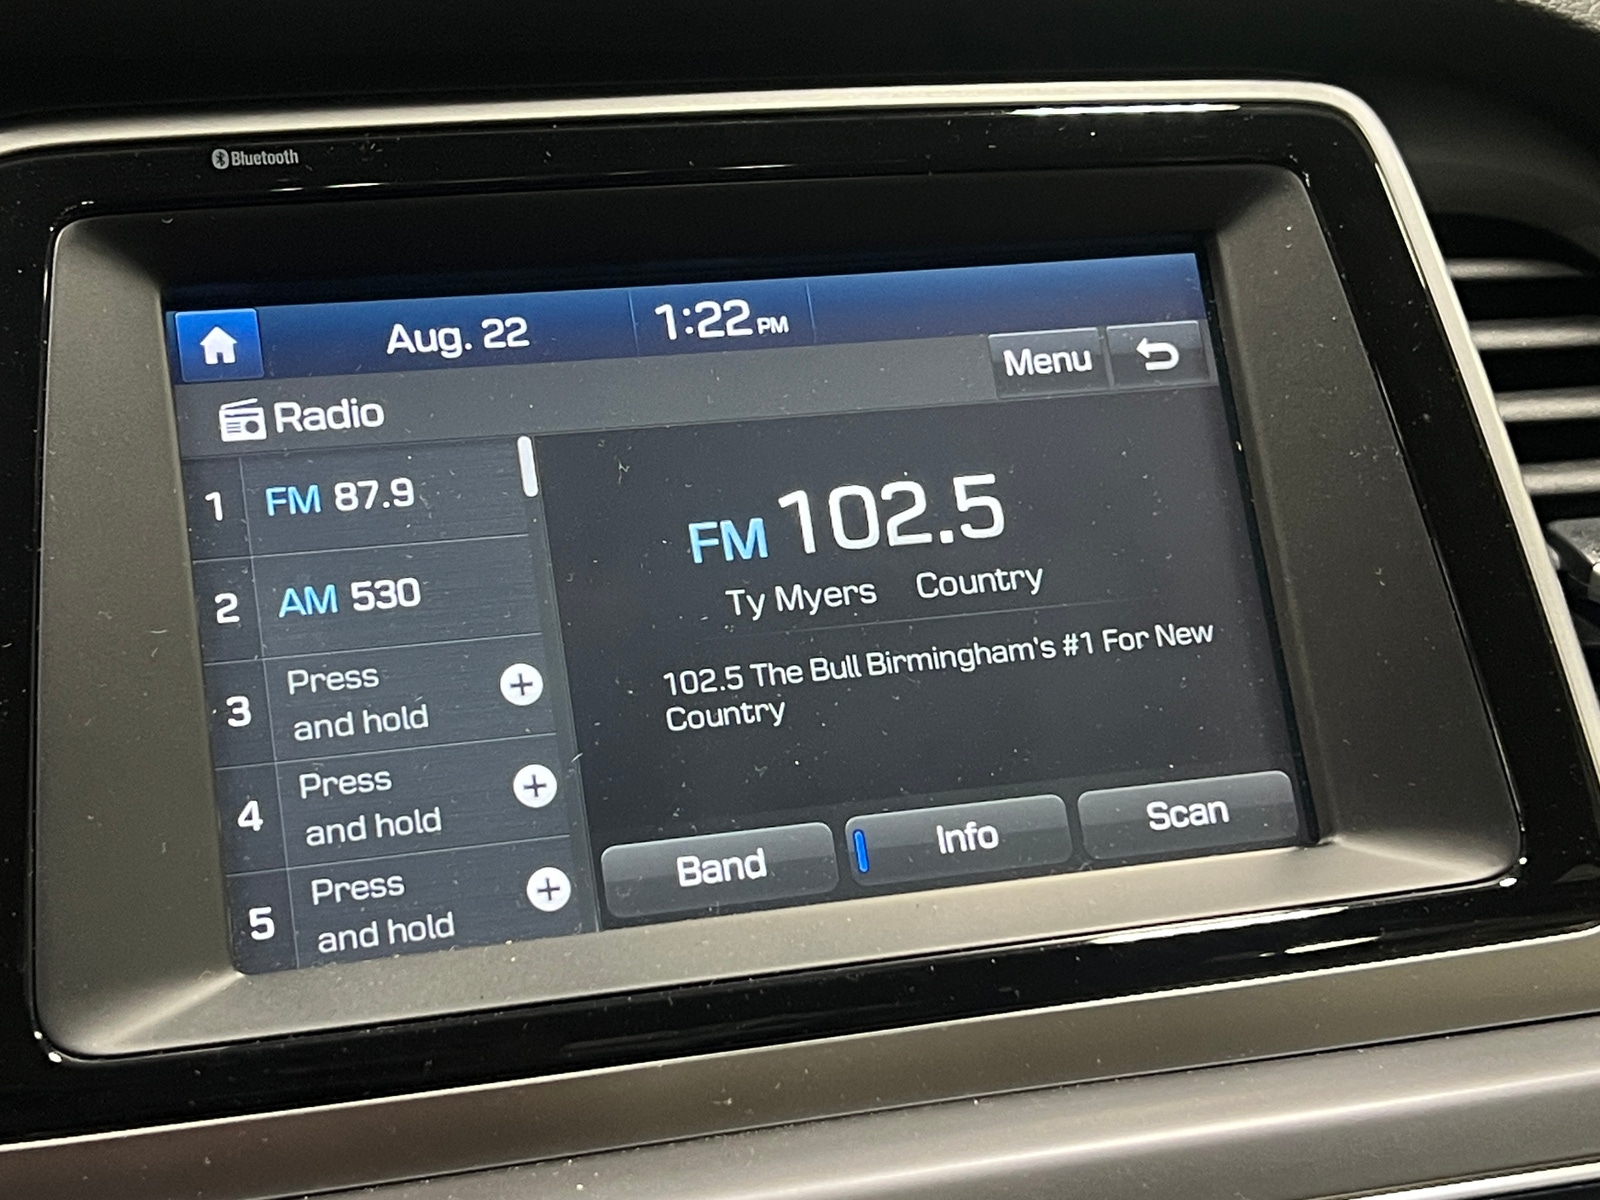 Bluetooth
Aug. 22
1:22 PM
Menu
Radio
1 FM 87.9
2 AM 530
3 Press
and hold
4 Press
and hold
5 Press
and hold
FM 102.5
Ty Myers Country
102.5 The Bull Birmingham's #1 For New
Country
Band
Info
Scan